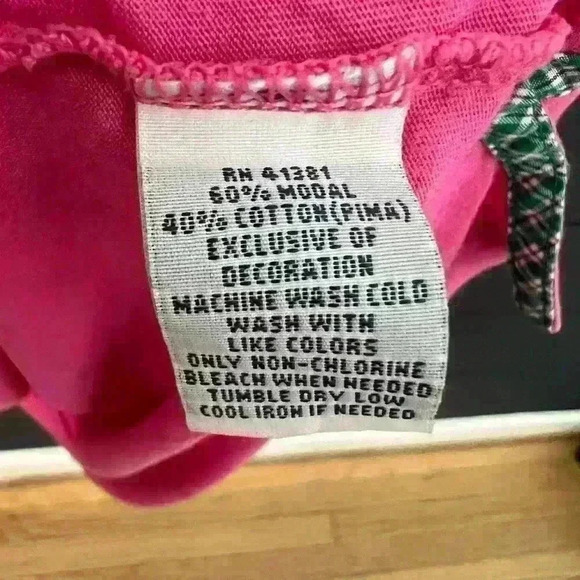 RN 41381
60% MODAL
40% COTTON(PIMA)
EXCLUSIVE OF
DECORATION
MACHINE WASH COLD
WASH WITH
LIKE COLORS
ONLY NON-CHLORINE
BLEACH WHEN NEEDED
TUMBLE DRY LOW
COOL IRON IF NEEDED